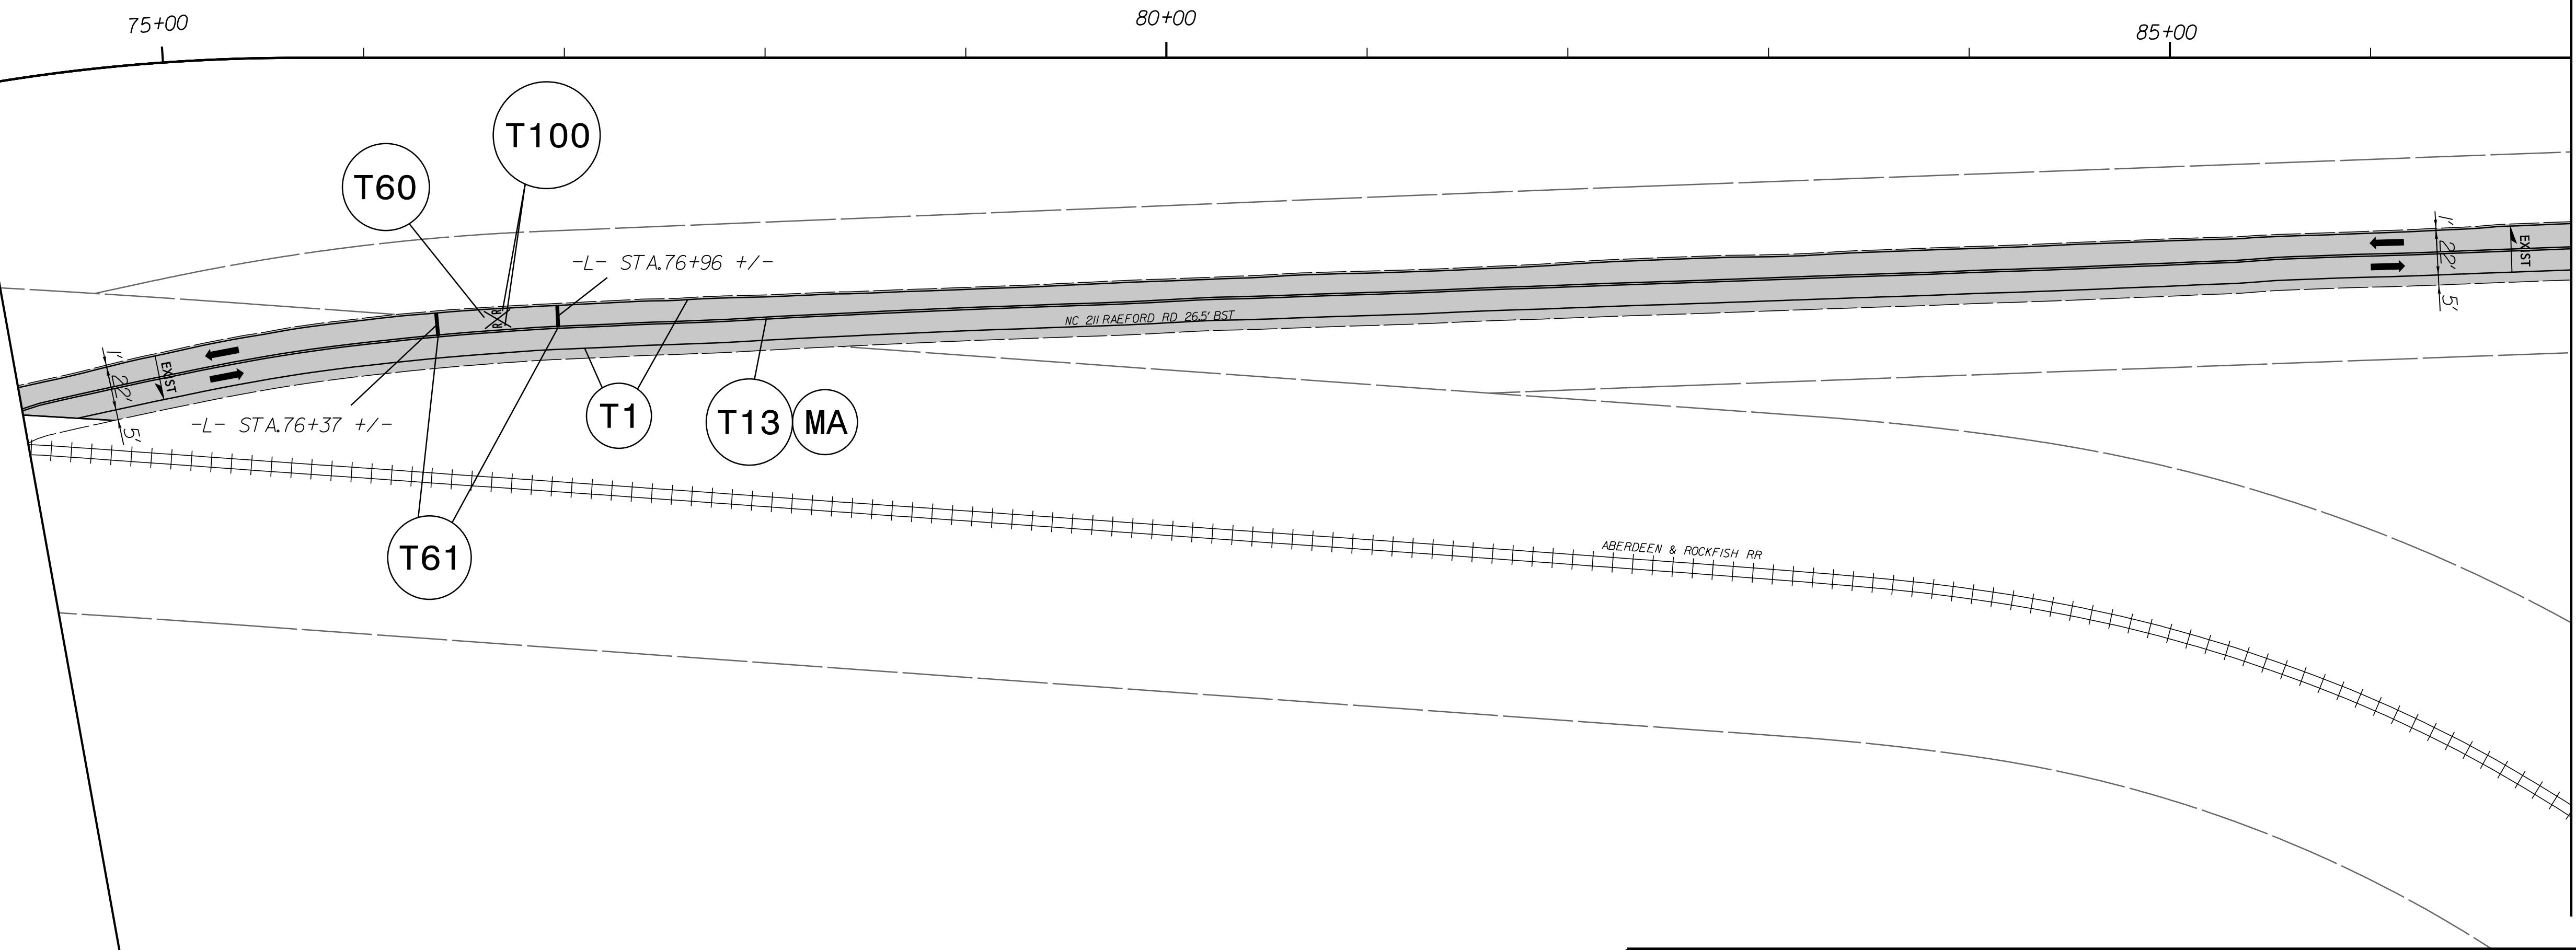 75+00
80+00
85+00
T100
T60
-L- STA.76+96 +/-
R
R
1'
22'
5'
EXIST
NC 211 RAEFORD RD 26.5' BST
1'
22'
5'
EXIST
-L- STA.76+37 +/-
T1
T13
MA
T61
ABERDEEN & ROCKFISH RR